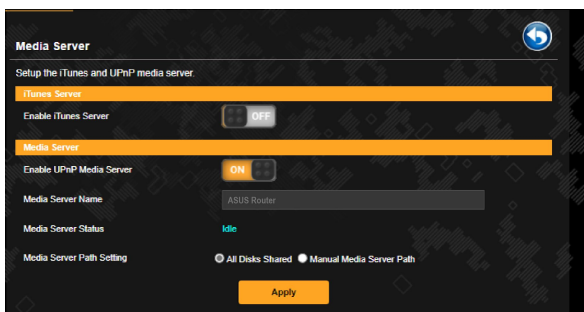 Media Server
Setup the iTunes and UPnP media server.
iTunes Server
Enable iTunes Server
OFF
Media Server
Enable UPnP Media Server
ON
Media Server Name
ASUS Router
Media Server Status
Idle
Media Server Path Setting
All Disks Shared Manual Media Server Path
Apply